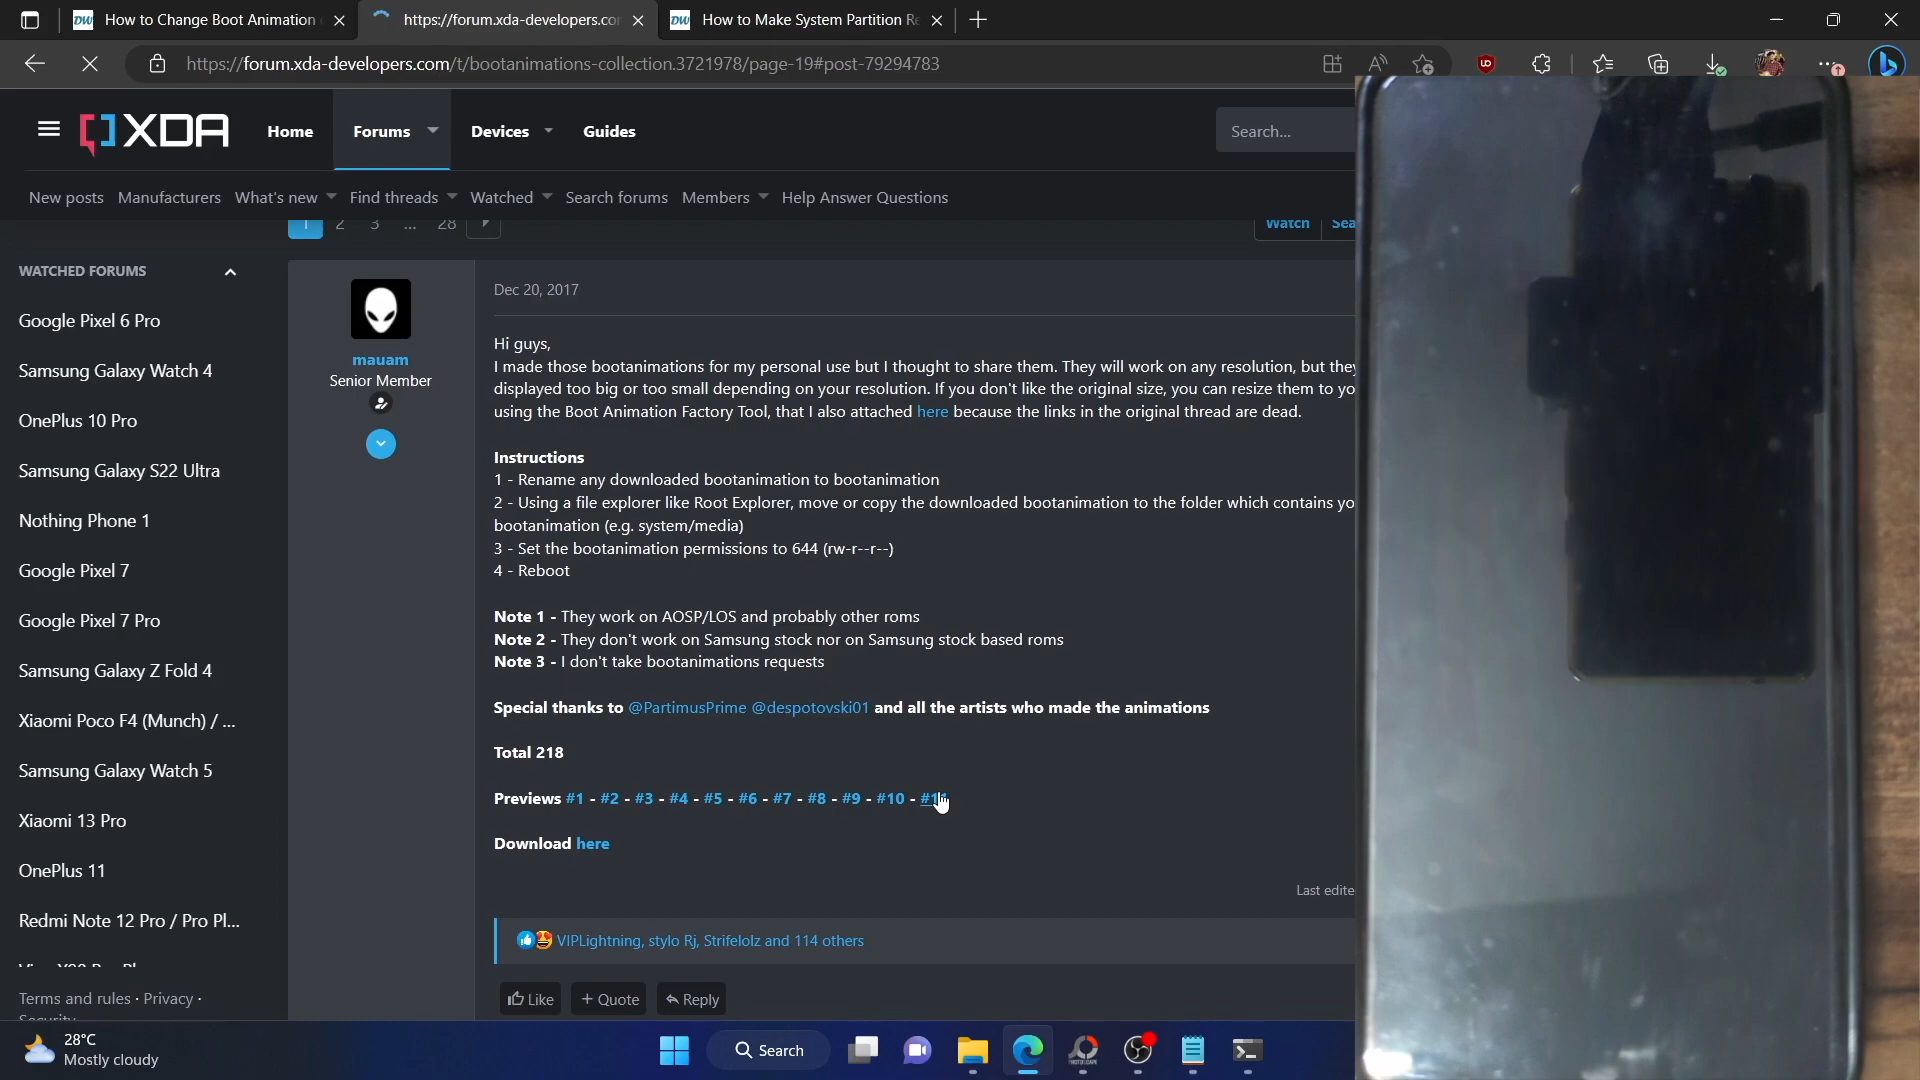 How to Change Boot Animation
https://forum.xda-developers.com
How to Make System Partition Re
https://forum.xda-developers.com/t/bootanimations-collection.3721978/page-19#post-79294783
XDA
Home
Forums
Devices
Guides
Search...
New posts
Manufacturers
What's new
Find threads
Watched
Search forums
Members
Help Answer Questions
1 2 3 ... 28
Watch
Sea
WATCHED FORUMS
Google Pixel 6 Pro
Samsung Galaxy Watch 4
OnePlus 10 Pro
Samsung Galaxy S22 Ultra
Nothing Phone 1
Google Pixel 7
Google Pixel 7 Pro
Samsung Galaxy Z Fold 4
Xiaomi Poco F4 (Munch) / ...
Samsung Galaxy Watch 5
Xiaomi 13 Pro
OnePlus 11
Redmi Note 12 Pro / Pro Pl...
Terms and rules · Privacy ·
Security
mauam
Senior Member
Dec 20, 2017
Hi guys,
I made those bootanimations for my personal use but I thought to share them. They will work on any resolution, but they
displayed too big or too small depending on your resolution. If you don't like the original size, you can resize them to yo
using the Boot Animation Factory Tool, that I also attached here because the links in the original thread are dead.
Instructions
1 - Rename any downloaded bootanimation to bootanimation
2 - Using a file explorer like Root Explorer, move or copy the downloaded bootanimation to the folder which contains yo
bootanimation (e.g. system/media)
3 - Set the bootanimation permissions to 644 (rw-r--r--)
4 - Reboot
Note 1 - They work on AOSP/LOS and probably other roms
Note 2 - They don't work on Samsung stock nor on Samsung stock based roms
Note 3 - I don't take bootanimations requests
Special thanks to @PartimusPrime @despotovski01 and all the artists who made the animations
Total 218
Previews #1 - #2 - #3 - #4 - #5 - #6 - #7 - #8 - #9 - #10 - #11
Download here
Last edite
VIPLightning, stylo Rj, Strifelolz and 114 others
Like
+ Quote
Reply
28°C
Mostly cloudy
Search